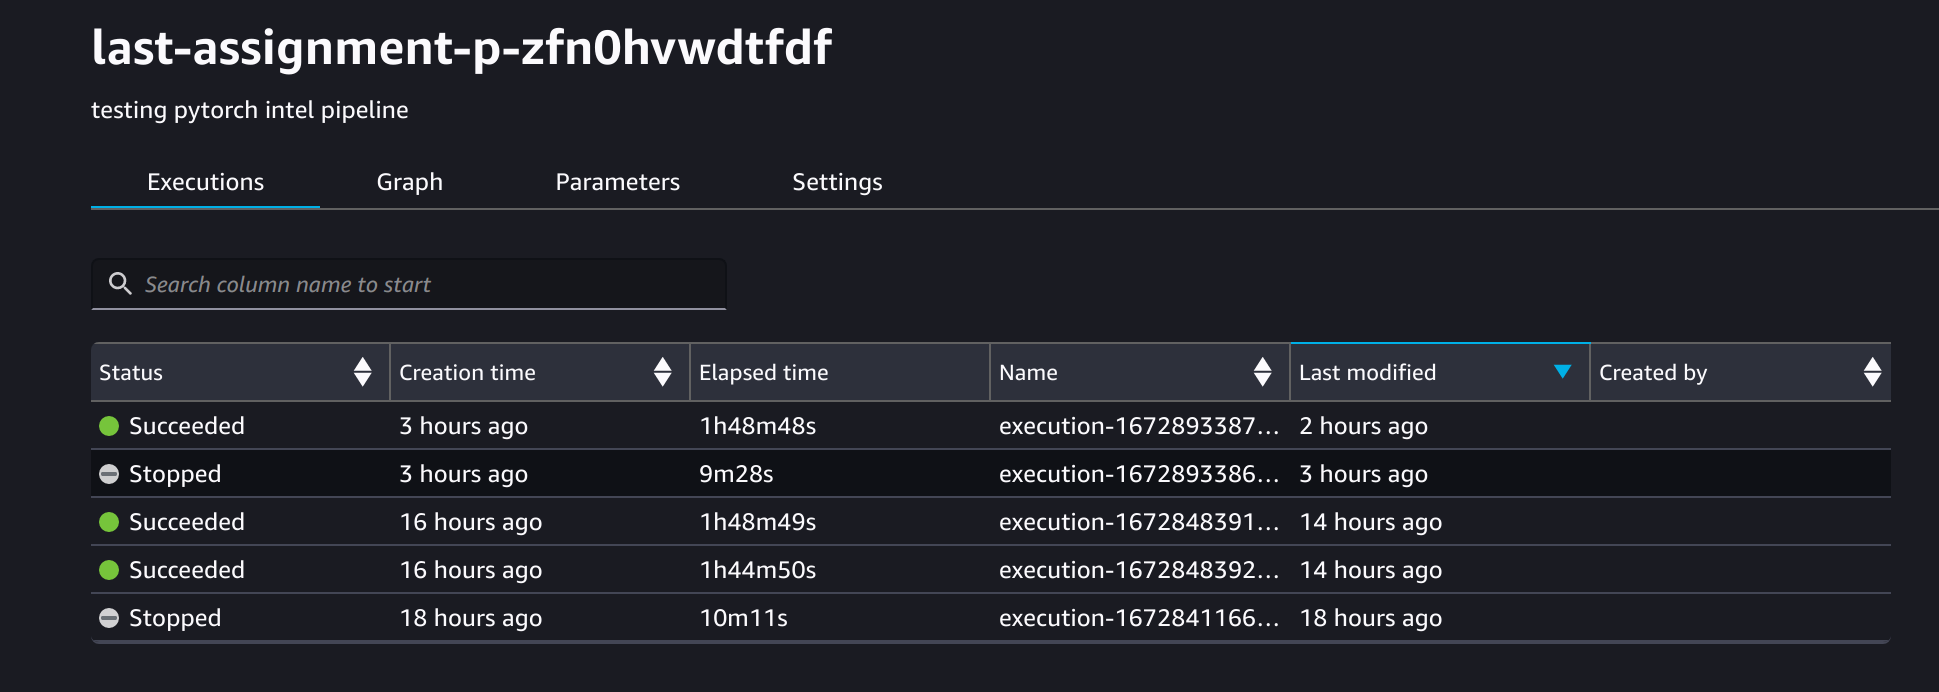 last-assignment-p-zfn0hvwdtfdf
testing pytorch intel pipeline
Executions Graph Parameters Settings
Search column name to start
Status Creation time Elapsed time Name Last modified Created by
Succeeded 3 hours ago 1h48m48s execution-1672893387... 2 hours ago
Stopped 3 hours ago 9m28s execution-1672893386... 3 hours ago
Succeeded 16 hours ago 1h48m49s execution-1672848391... 14 hours ago
Succeeded 16 hours ago 1h44m50s execution-1672848392... 14 hours ago
Stopped 18 hours ago 10m11s execution-1672841166... 18 hours ago